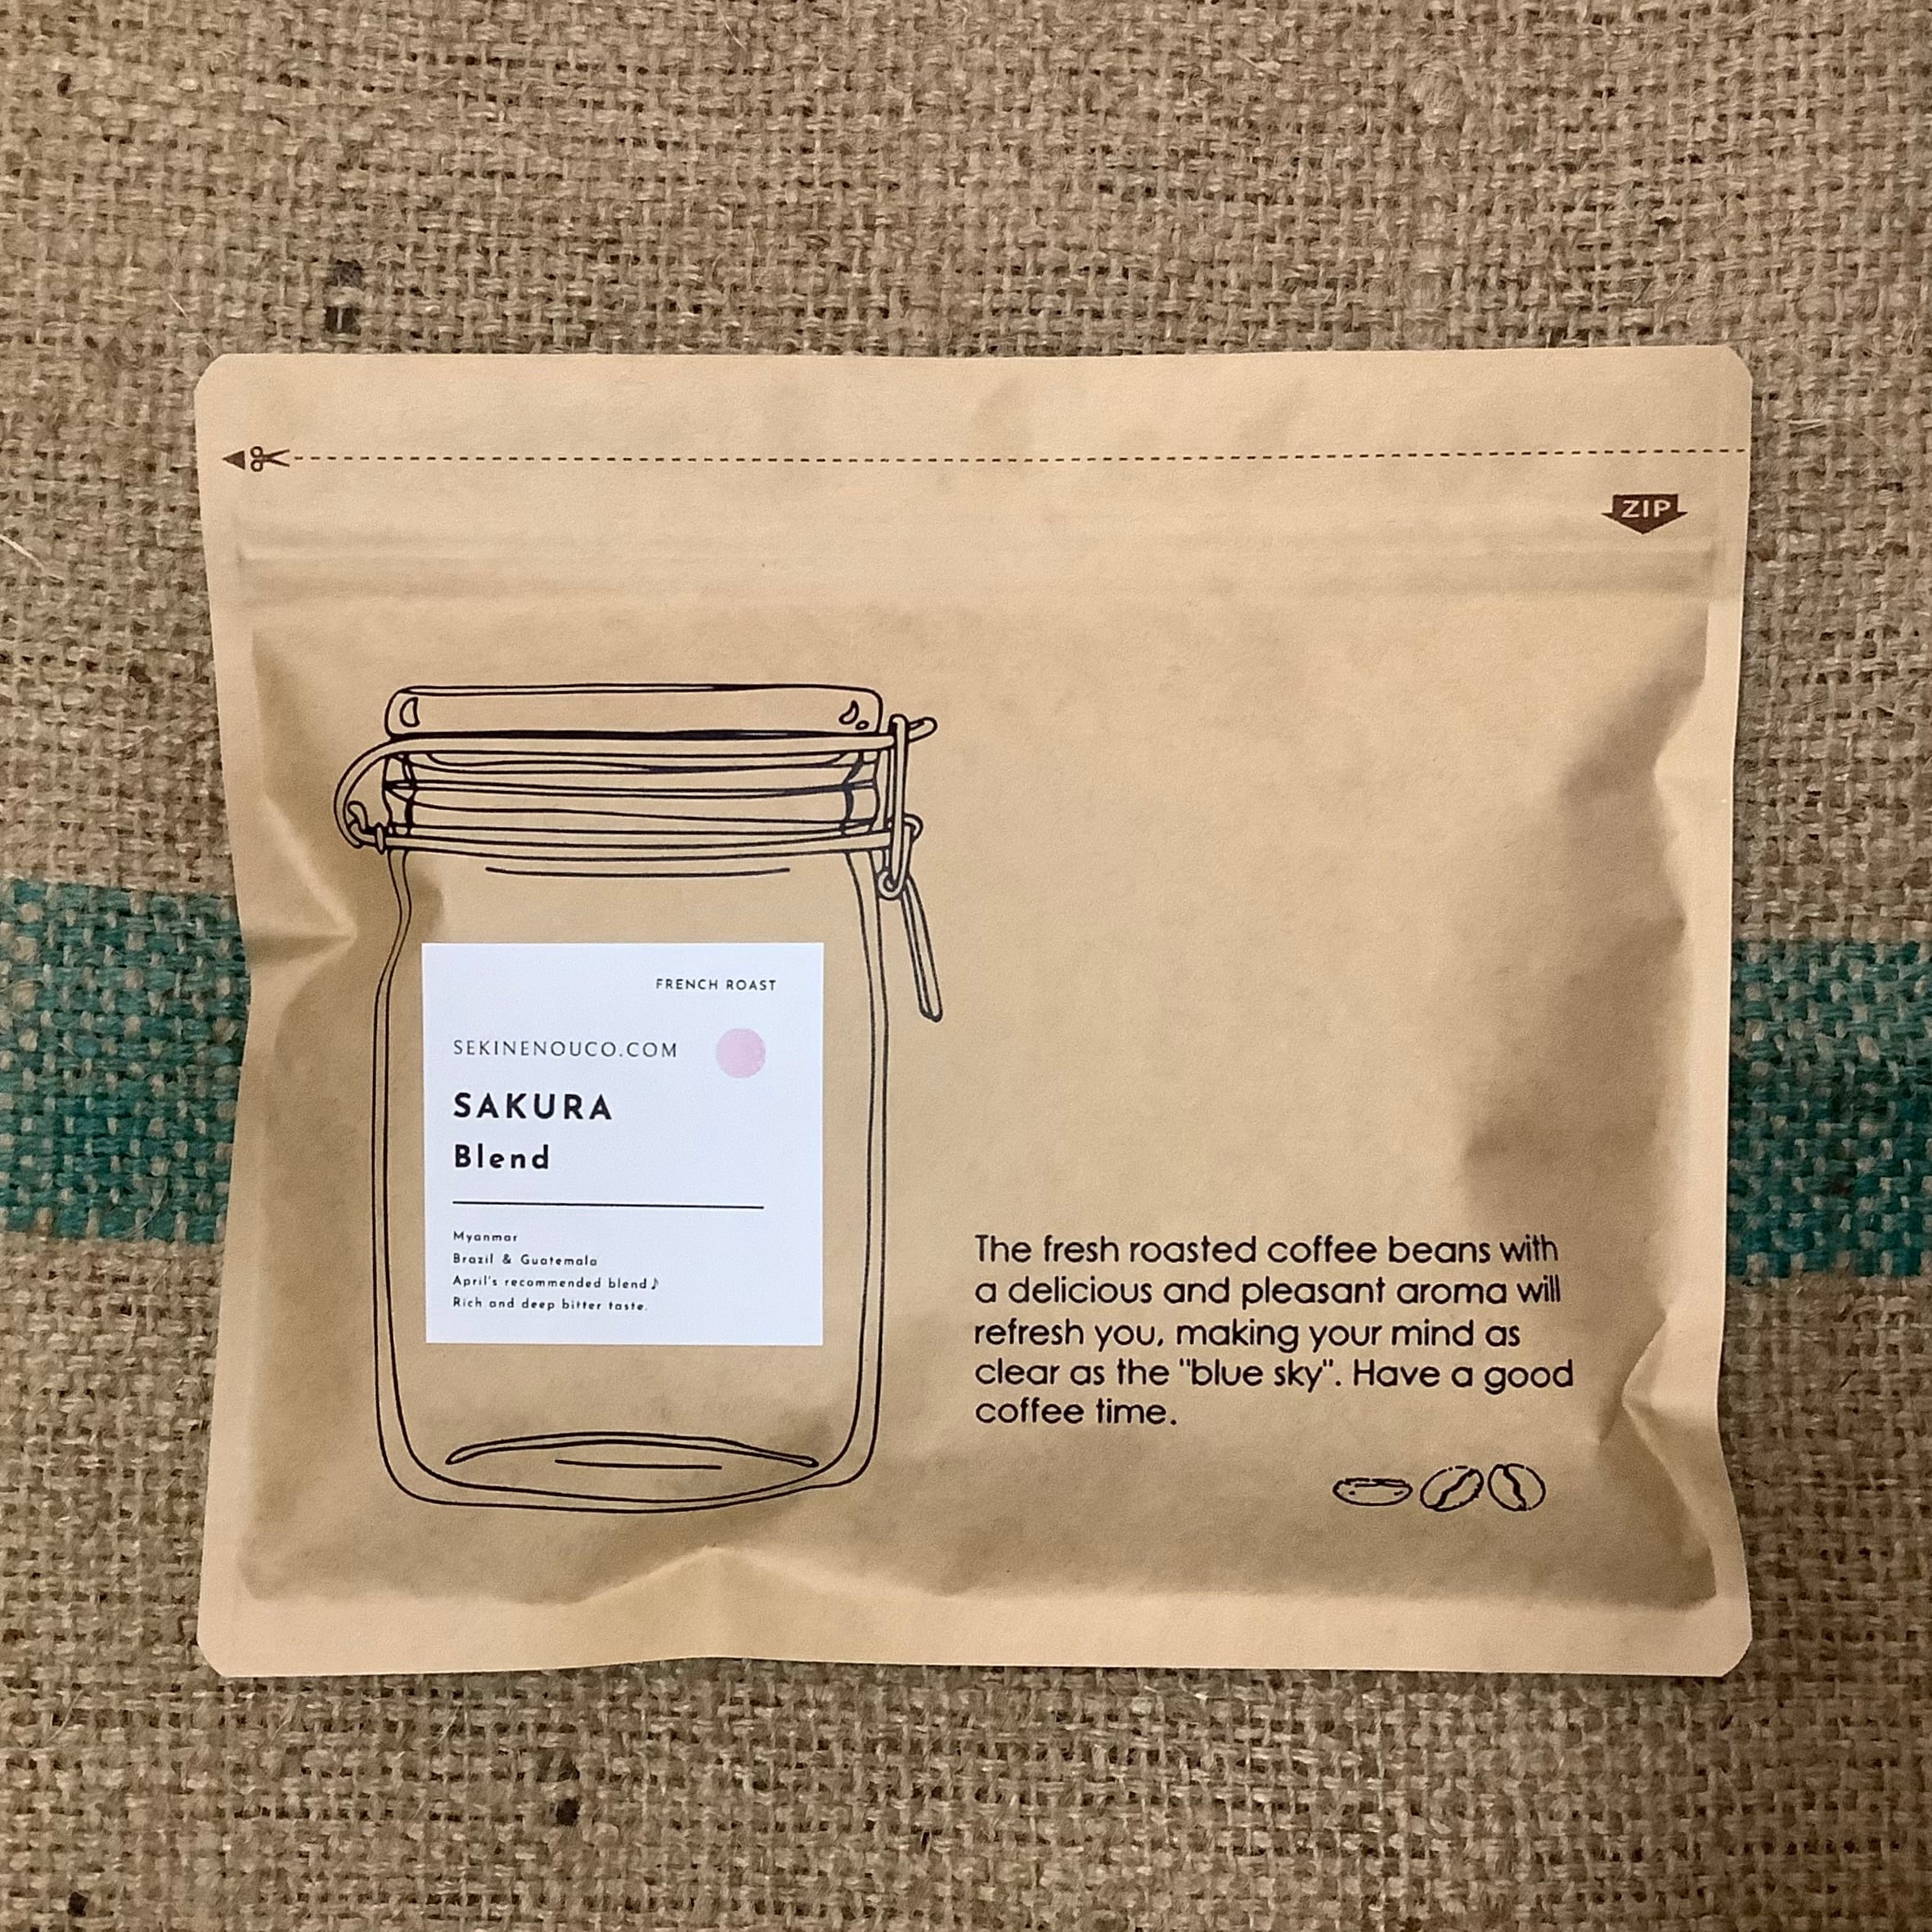 ZIP
FRENCH ROAST
SEKINENOUCO.COM
SAKURA
Blend
Myanmar
Brazil & Guatemala
April's recommended blend♪
Rich and deep bitter taste.
The fresh roasted coffee beans with
a delicious and pleasant aroma will
refresh you, making your mind as
clear as the "blue sky". Have a good
coffee time.